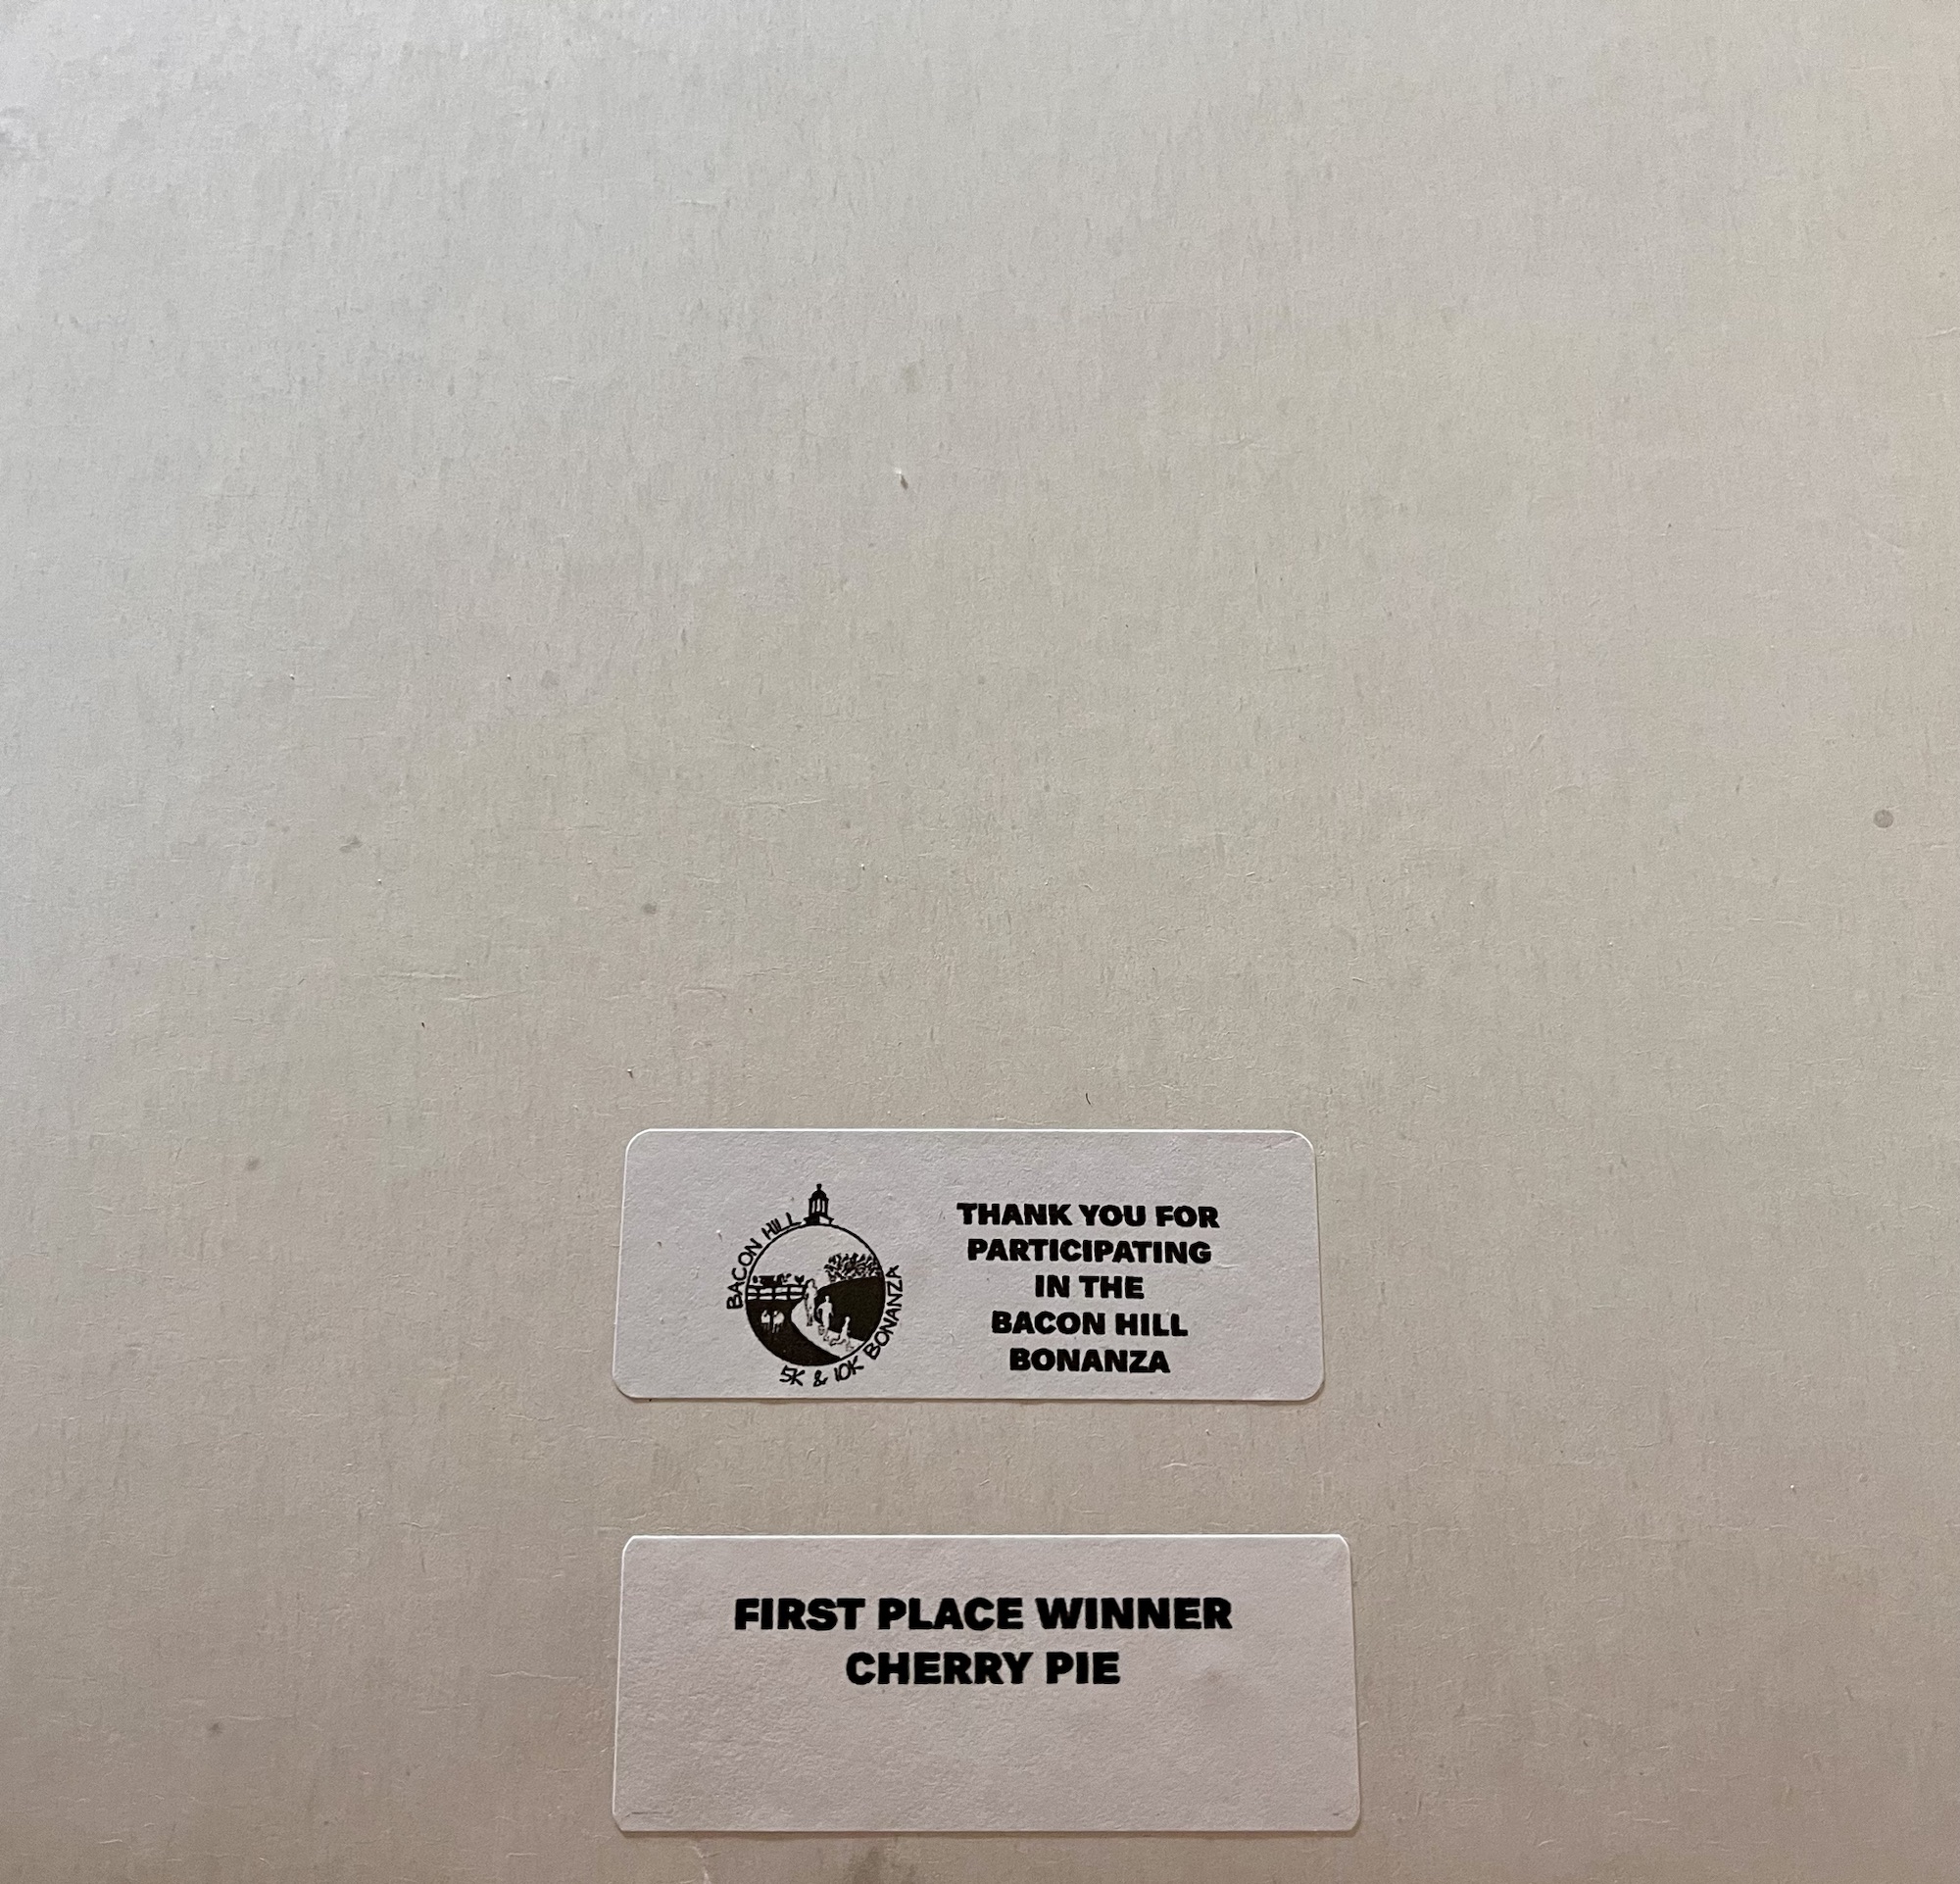 BACON HILL
BONANZA
5K & 10K
THANK YOU FOR
PARTICIPATING
IN THE
BACON HILL
BONANZA
FIRST PLACE WINNER
CHERRY PIE